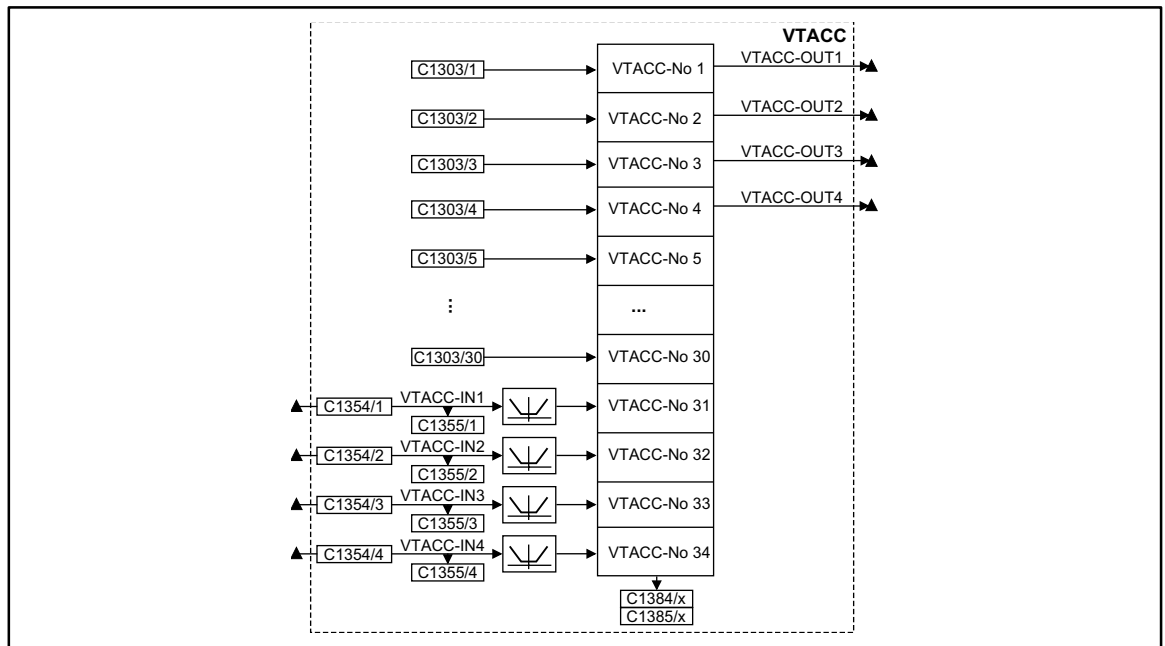 VTACC
C1303/1 VTACC-No 1 VTACC-OUT1
C1303/2 VTACC-No 2 VTACC-OUT2
C1303/3 VTACC-No 3 VTACC-OUT3
C1303/4 VTACC-No 4 VTACC-OUT4
C1303/5 VTACC-No 5
... ...
C1303/30 VTACC-No 30
C1354/1 VTACC-IN1 VTACC-No 31
C1355/1
C1354/2 VTACC-IN2 VTACC-No 32
C1355/2
C1354/3 VTACC-IN3 VTACC-No 33
C1355/3
C1354/4 VTACC-IN4 VTACC-No 34
C1355/4
C1384/x
C1385/x